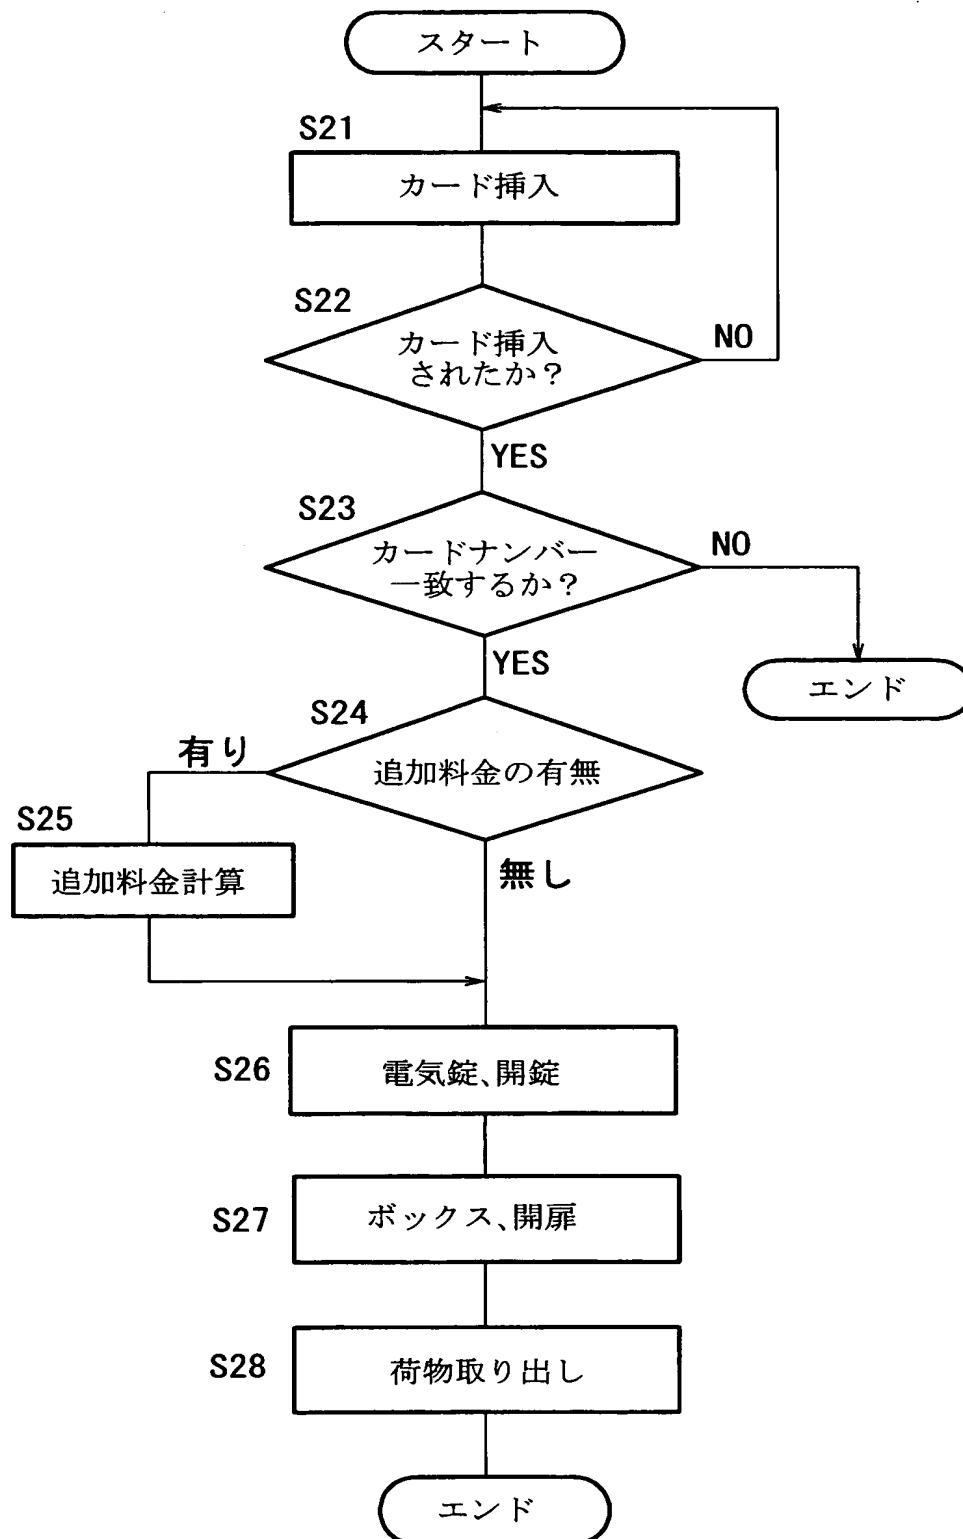 スタート
S21
カード挿入
S22
カード挿入
されたか？
NO
YES
S23
カードナンバー
一致するか？
NO
YES
エンド
S24
有り
追加料金の有無
S25
追加料金計算
無し
S26
電気錠、開錠
S27
ボックス、開扉
S28
荷物取り出し
エンド